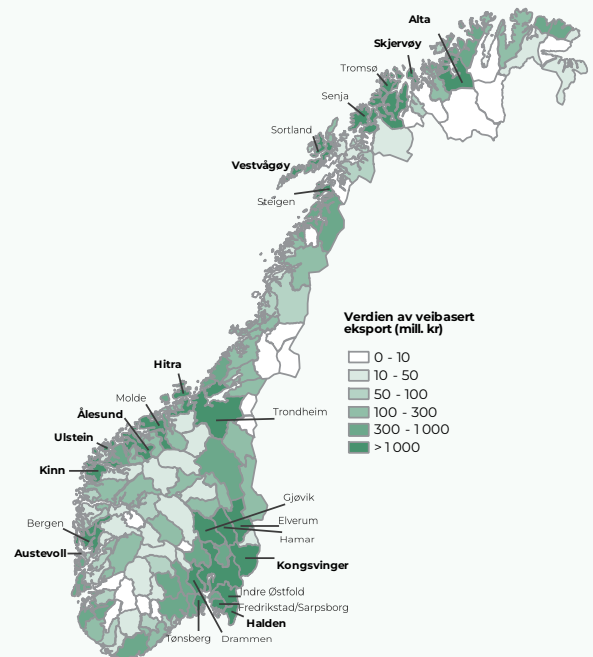 Alta
Skjervøy
Tromsø
Senja
Sortland
Vestvågøy
Steigen
Verdien av veibasert
eksport (mill. kr)
0 - 10
10 - 50
50 - 100
100 - 300
300 - 1 000
> 1 000
Hitra
Molde
Ålesund
Trondheim
Ulstein
Kinn
Gjøvik
Bergen
Elverum
Hamar
Austevoll
Kongsvinger
Indre Østfold
Fredrikstad/Sarpsborg
Halden
Tønsberg
Drammen